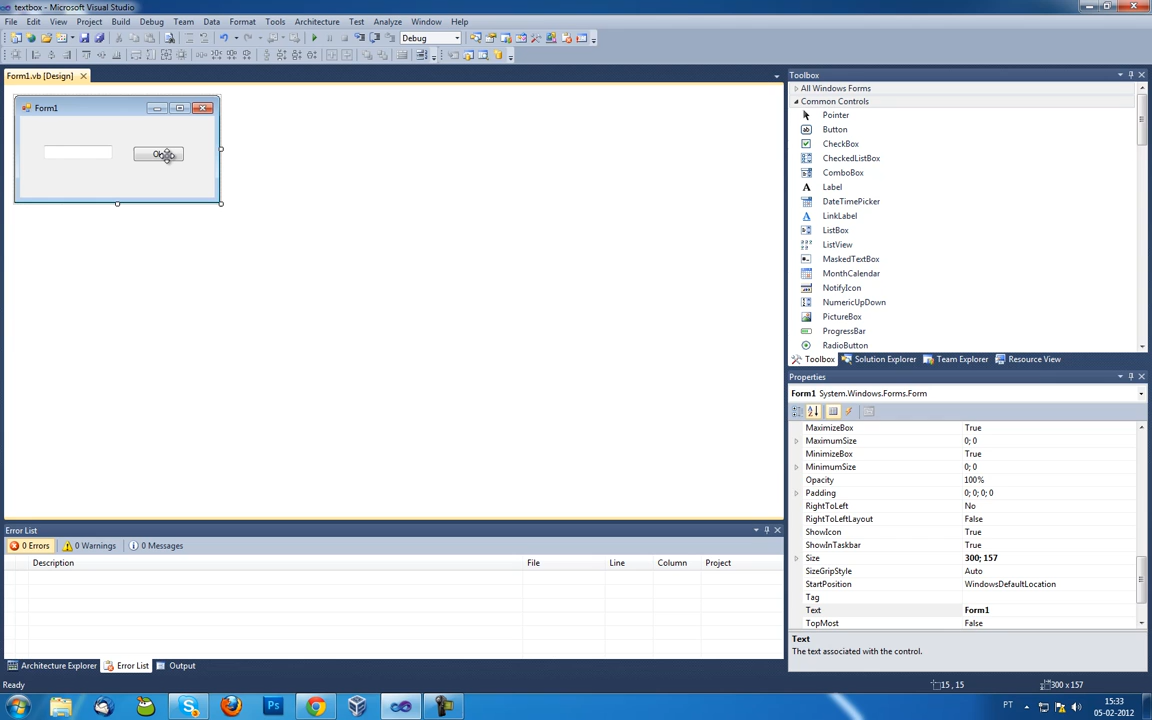 textbox - Microsoft Visual Studio
File Edit View Project Build Debug Team Data Format Tools Architecture Test Analyze Window Help
Debug
Form1.vb [Design]
Form1
Toolbox
All Windows Forms
Common Controls
Pointer
Button
CheckBox
CheckedListBox
ComboBox
Label
DateTimePicker
LinkLabel
ListBox
ListView
MaskedTextBox
MonthCalendar
NotifyIcon
NumericUpDown
PictureBox
ProgressBar
RadioButton
Toolbox Solution Explorer Team Explorer Resource View
Properties
Form1 System.Windows.Forms.Form
MaximizeBox True
MaximumSize 0; 0
MinimizeBox True
MinimumSize 0; 0
Opacity 100%
Padding 0; 0; 0; 0
RightToLeft No
RightToLeftLayout False
ShowIcon True
ShowInTaskbar True
Size 300; 157
SizeGripStyle Auto
StartPosition WindowsDefaultLocation
Tag
Text Form1
TopMost False
Text
The text associated with the control.
Error List
0 Errors 0 Warnings 0 Messages
Description File Line Column Project
Architecture Explorer Error List Output
Ready 15 , 15 300 x 157
PT 15:33
05-02-2012